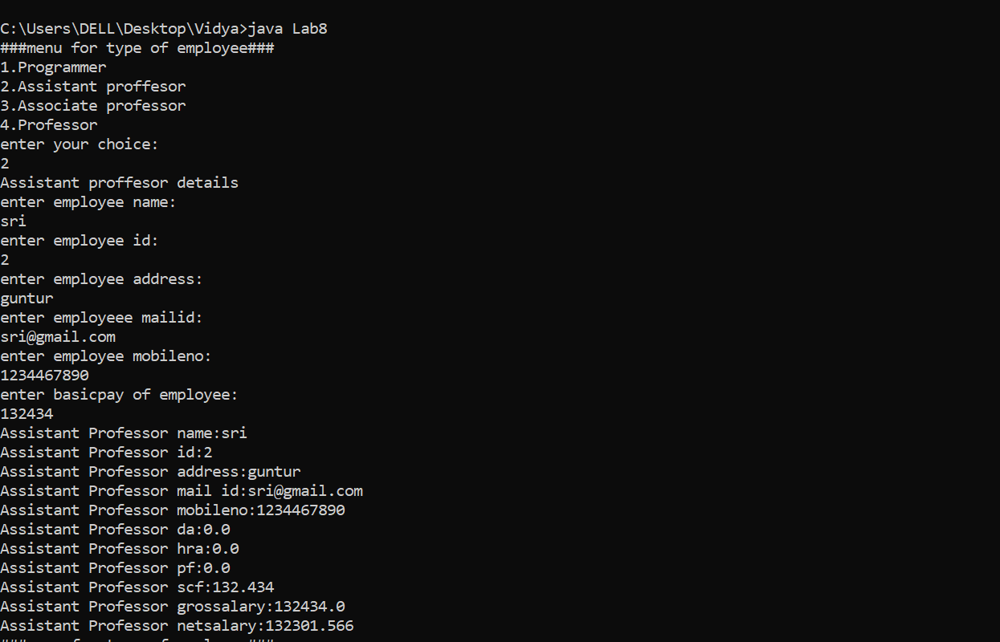 C:\Users\DELL\Desktop\Vidya>java Lab8
###menu for type of employee###
1.Programmer
2.Assistant proffesor
3.Associate professor
4.Professor
enter your choice:
2
Assistant proffesor details
enter employee name:
sri
enter employee id:
2
enter employee address:
guntur
enter employeee mailid:
sri@gmail.com
enter employee mobileno:
1234467890
enter basicpay of employee:
132434
Assistant Professor name:sri
Assistant Professor id:2
Assistant Professor address:guntur
Assistant Professor mail id:sri@gmail.com
Assistant Professor mobileno:1234467890
Assistant Professor da:0.0
Assistant Professor hra:0.0
Assistant Professor pf:0.0
Assistant Professor scf:132.434
Assistant Professor grossalary:132434.0
Assistant Professor netsalary:132301.566